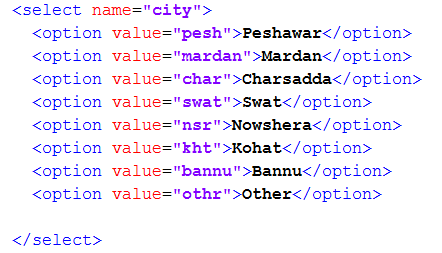 <select name="city">
<option value="pesh">Peshawar</option>
<option value="mardan">Mardan</option>
<option value="char">Charsadda</option>
<option value="swat">Swat</option>
<option value="nsr">Nowshera</option>
<option value="kht">Kohat</option>
<option value="bannu">Bannu</option>
<option value="othr">Other</option>
</select>